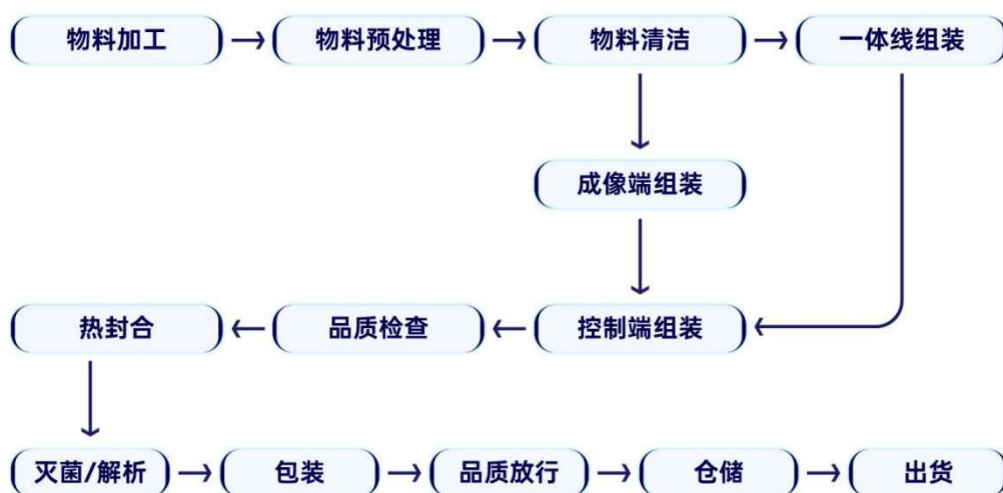 物料加工
物料预处理
物料清洁
一体线组装
成像端组装
热封合
品质检查
控制端组装
灭菌/解析
包装
品质放行
仓储
出货